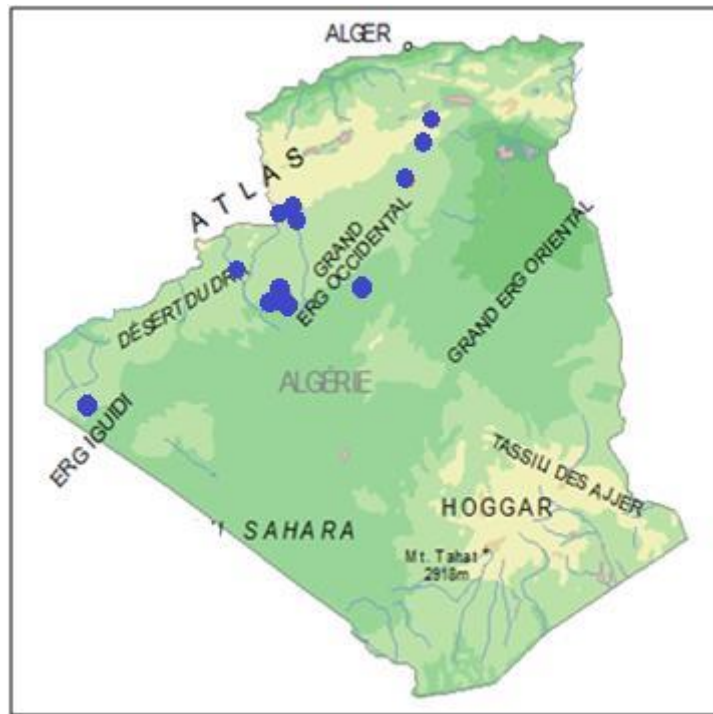 ALGER
ATLAS
GRAND
ERG OCCIDENTAL
DÉSERT DU DRA
GRAND ERG ORIENTAL
ALGÉRIE
ERG IGUIDI
TASSILI DES AJJER
HOGGAR
SAHARA
Mt. Tahat
2918m